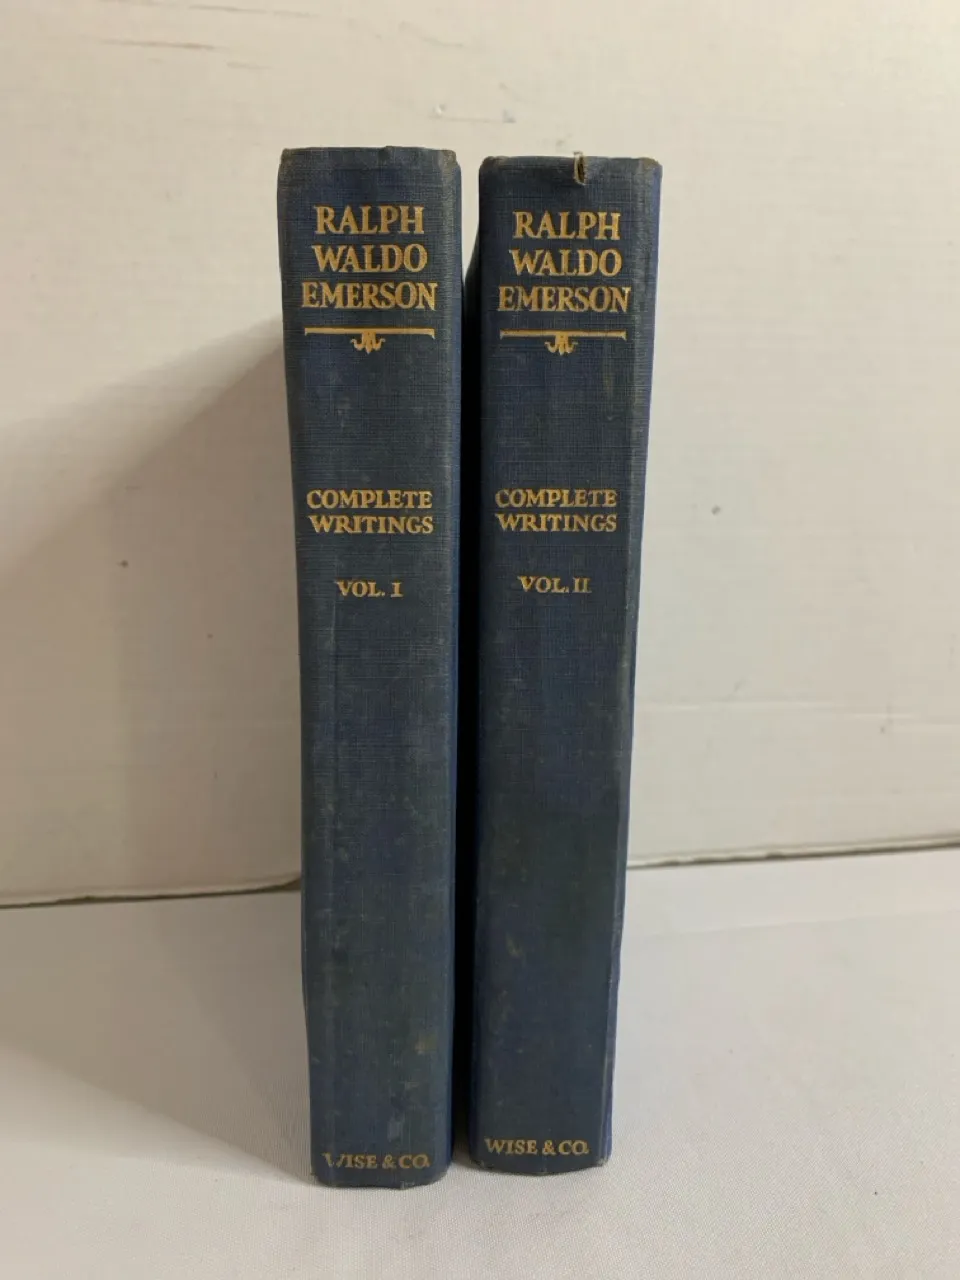 RALPH
WALDO
EMERSON
COMPLETE
WRITINGS
VOL. I
WISE & CO.
RALPH
WALDO
EMERSON
COMPLETE
WRITINGS
VOL. II
WISE & CO.